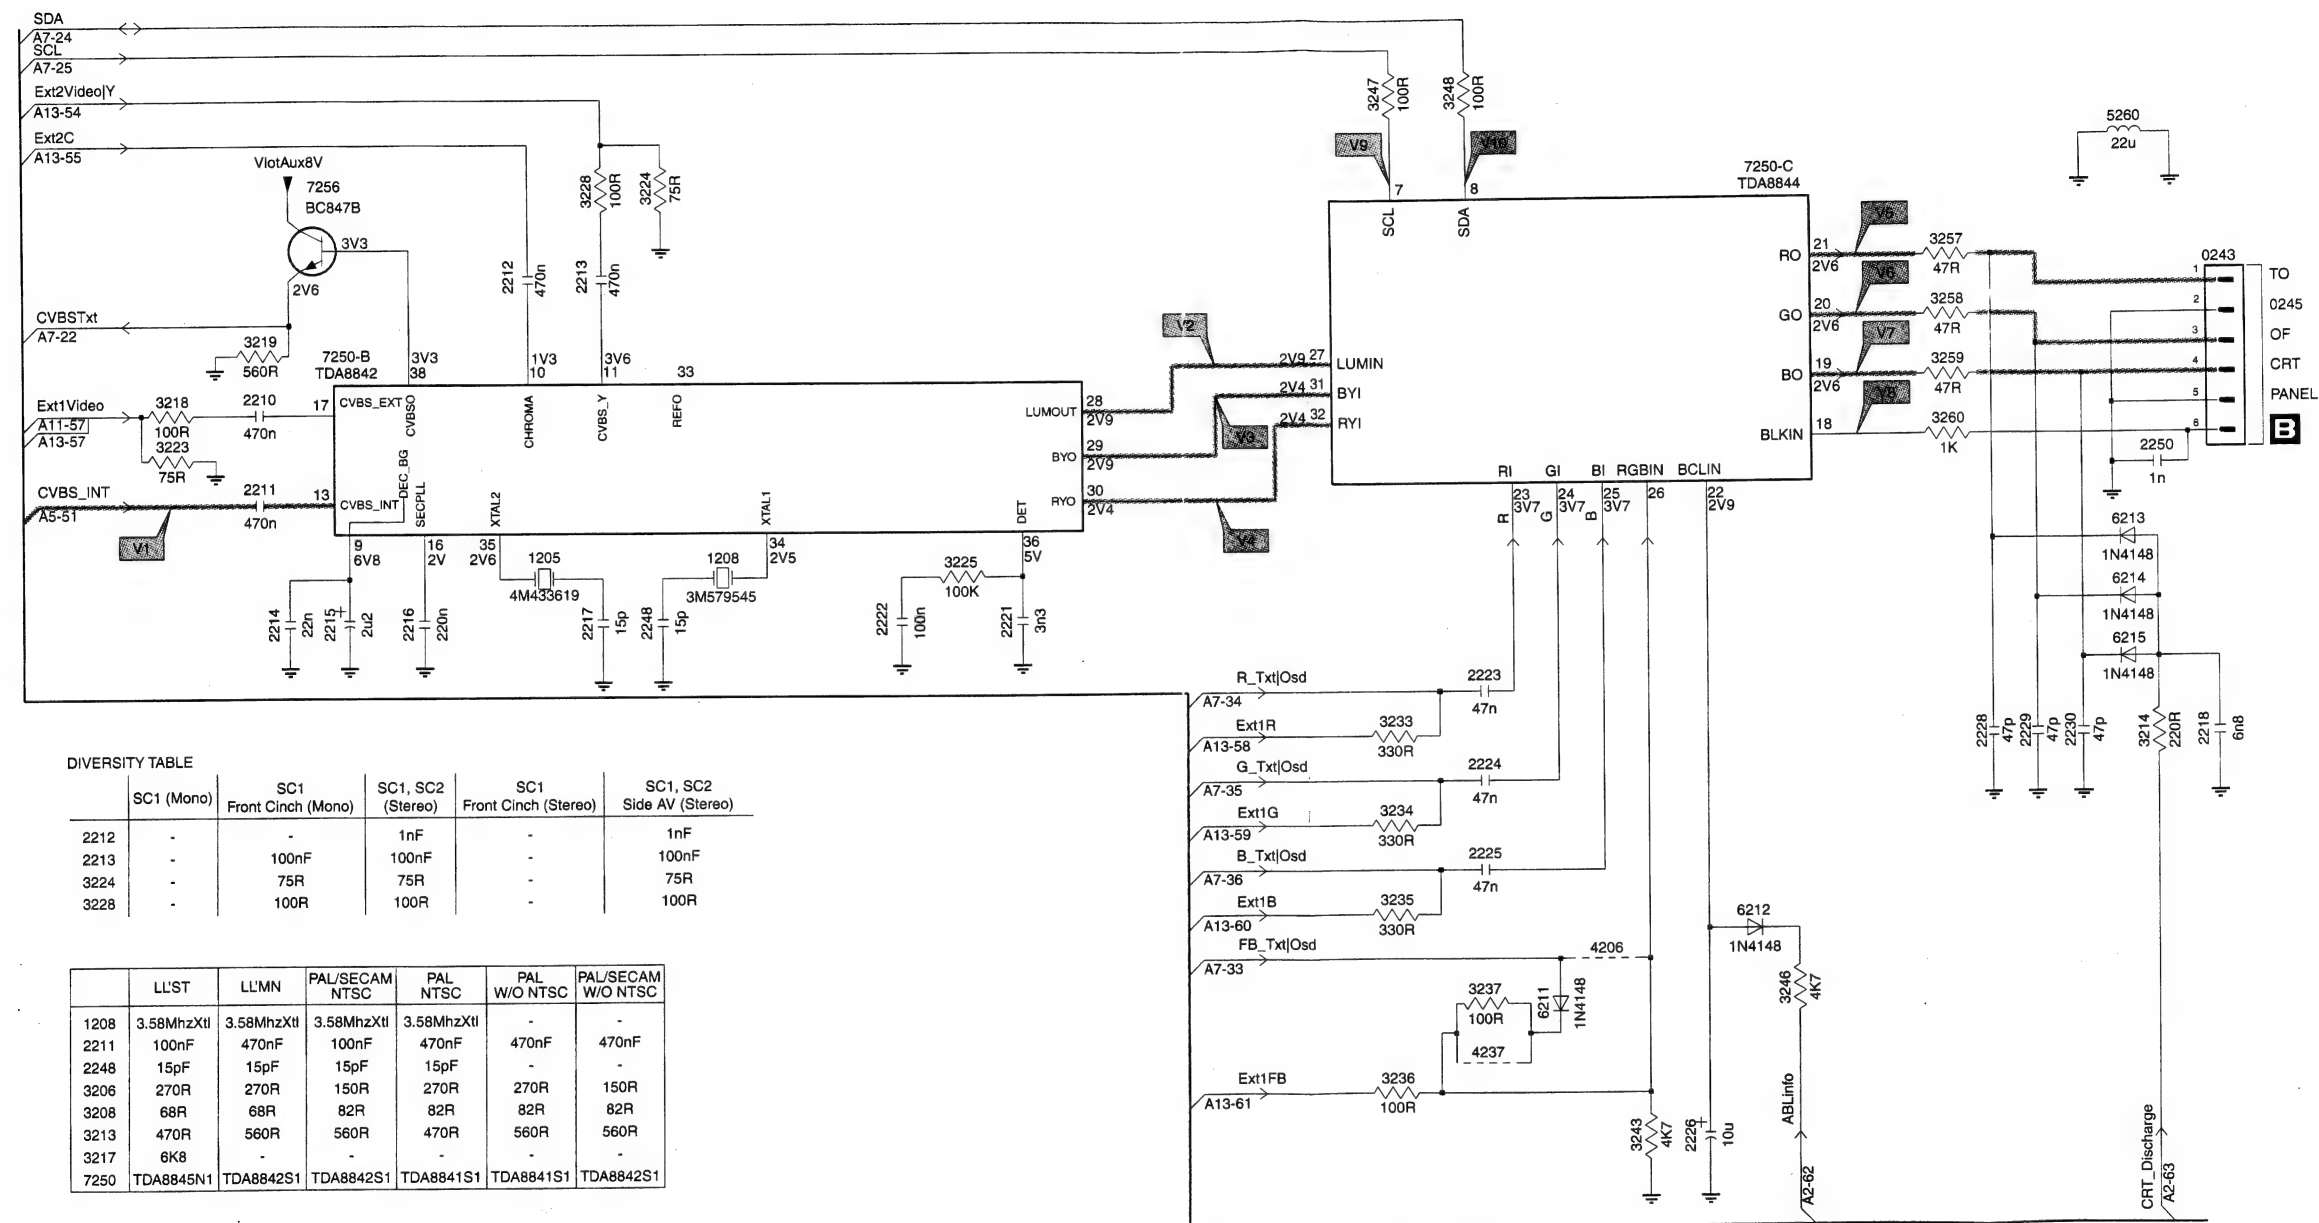 SDA
A7-24
SCL
A7-25
Ext2Video|Y
A13-54
Ext2C
A13-55
VlotAux8V
7256
BC847B
3V3
2V6
CVBSTxt
A7-22
3219
560R
7250-B
TDA8842
3V3
38
2212
470n
1V3
10
3228
100R
3224
75R
2213
470n
3V6
11
33
Ext1Video
A11-57
A13-57
3218
100R
3223
75R
2210
470n
17
CVBS_EXT
CVBSO
CHROMA
CVBS_Y
REFO
CVBS_INT
A5-51
V1
2211
470n
13
CVBS_INT
DEC_BG
SECPLL
XTAL2
XTAL1
DET
LUMOUT
28
2V9
BYO
29
2V9
RYO
30
2V4
9
6V8
16
2V
35
2V6
1205
4M433619
1208
3M579545
34
2V5
36
5V
3225
100K
2214
22n
2215
+
2u2
2216
220n
2217
15p
2248
15p
2222
100n
2221
3n3
V2
V3
V4
3247
100R
3248
100R
V9
V10
7
8
7250-C
TDA8844
SCL
SDA
2V9 27
LUMIN
2V4 31
BYI
2V4 32
RYI
RO
21
2V6
GO
20
2V6
BO
19
2V6
BLKIN
18
V5
V6
V7
V8
3257
47R
3258
47R
3259
47R
3260
1K
5260
22u
0243
1
2
3
4
5
6
TO
0245
OF
CRT
PANEL
B
2250
1n
RI
GI
BI
RGBIN
BCLIN
23
3V7
R
24
3V7
G
25
3V7
B
26
22
2V9
6213
1N4148
6214
1N4148
6215
1N4148
2228
47p
2229
47p
2230
47p
3214
220R
2218
6n8
R_Txt|Osd
A7-34
2223
47n
Ext1R
A13-58
3233
330R
G_Txt|Osd
A7-35
2224
47n
Ext1G
A13-59
3234
330R
B_Txt|Osd
A7-36
2225
47n
Ext1B
A13-60
3235
330R
FB_Txt|Osd
A7-33
4206
3237
100R
4237
6211
1N4148
Ext1FB
A13-61
3236
100R
3243
4K7
6212
1N4148
3246
4K7
2226
+
10u
ABLinfo
A2-62
CRT_Discharge
A2-63
DIVERSITY TABLE
SC1 (Mono) SC1 Front Cinch (Mono) SC1, SC2 (Stereo) SC1 Front Cinch (Stereo) SC1, SC2 Side AV (Stereo)
2212 - - 1nF - 1nF
2213 - 100nF 100nF - 100nF
3224 - 75R 75R - 75R
3228 - 100R 100R - 100R
LL'ST LL'MN PAL/SECAM NTSC PAL NTSC PAL W/O NTSC PAL/SECAM W/O NTSC
1208 3.58MhzXtl 3.58MhzXtl 3.58MhzXtl 3.58MhzXtl - -
2211 100nF 470nF 100nF 470nF 470nF 470nF
2248 15pF 15pF 15pF 15pF - -
3206 270R 270R 150R 270R 270R 150R
3208 68R 68R 82R 82R 82R 82R
3213 470R 560R 560R 470R 560R 560R
3217 6K8 - - - - -
7250 TDA8845N1 TDA8842S1 TDA8842S1 TDA8841S1 TDA8841S1 TDA8842S1